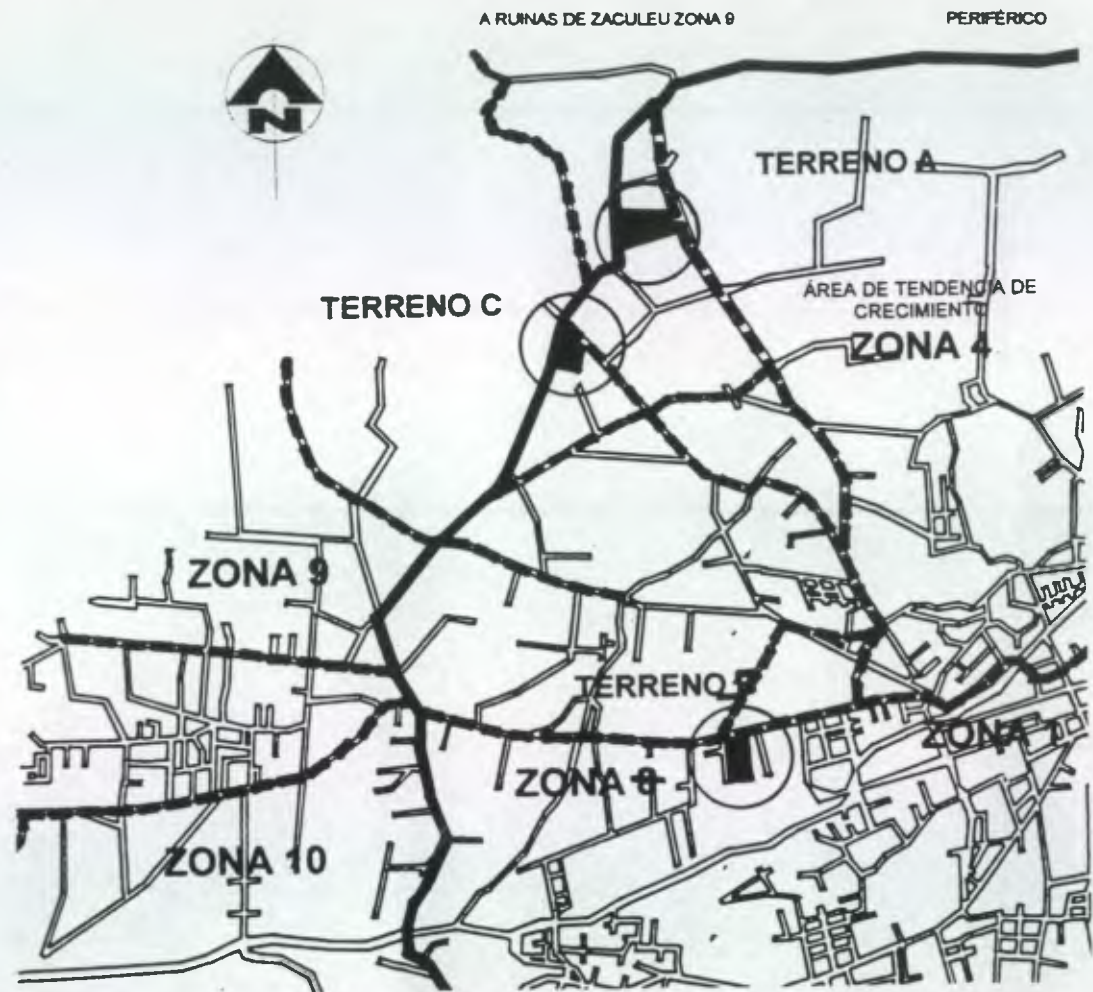 A RUINAS DE ZACULEU ZONA 9
PERIFÉRICO
N
TERRENO A
TERRENO C
ÁREA DE TENDENCIA DE
CRECIMIENTO
ZONA 4
ZONA 9
TERRENO
ZONA
ZONA 8
ZONA 10